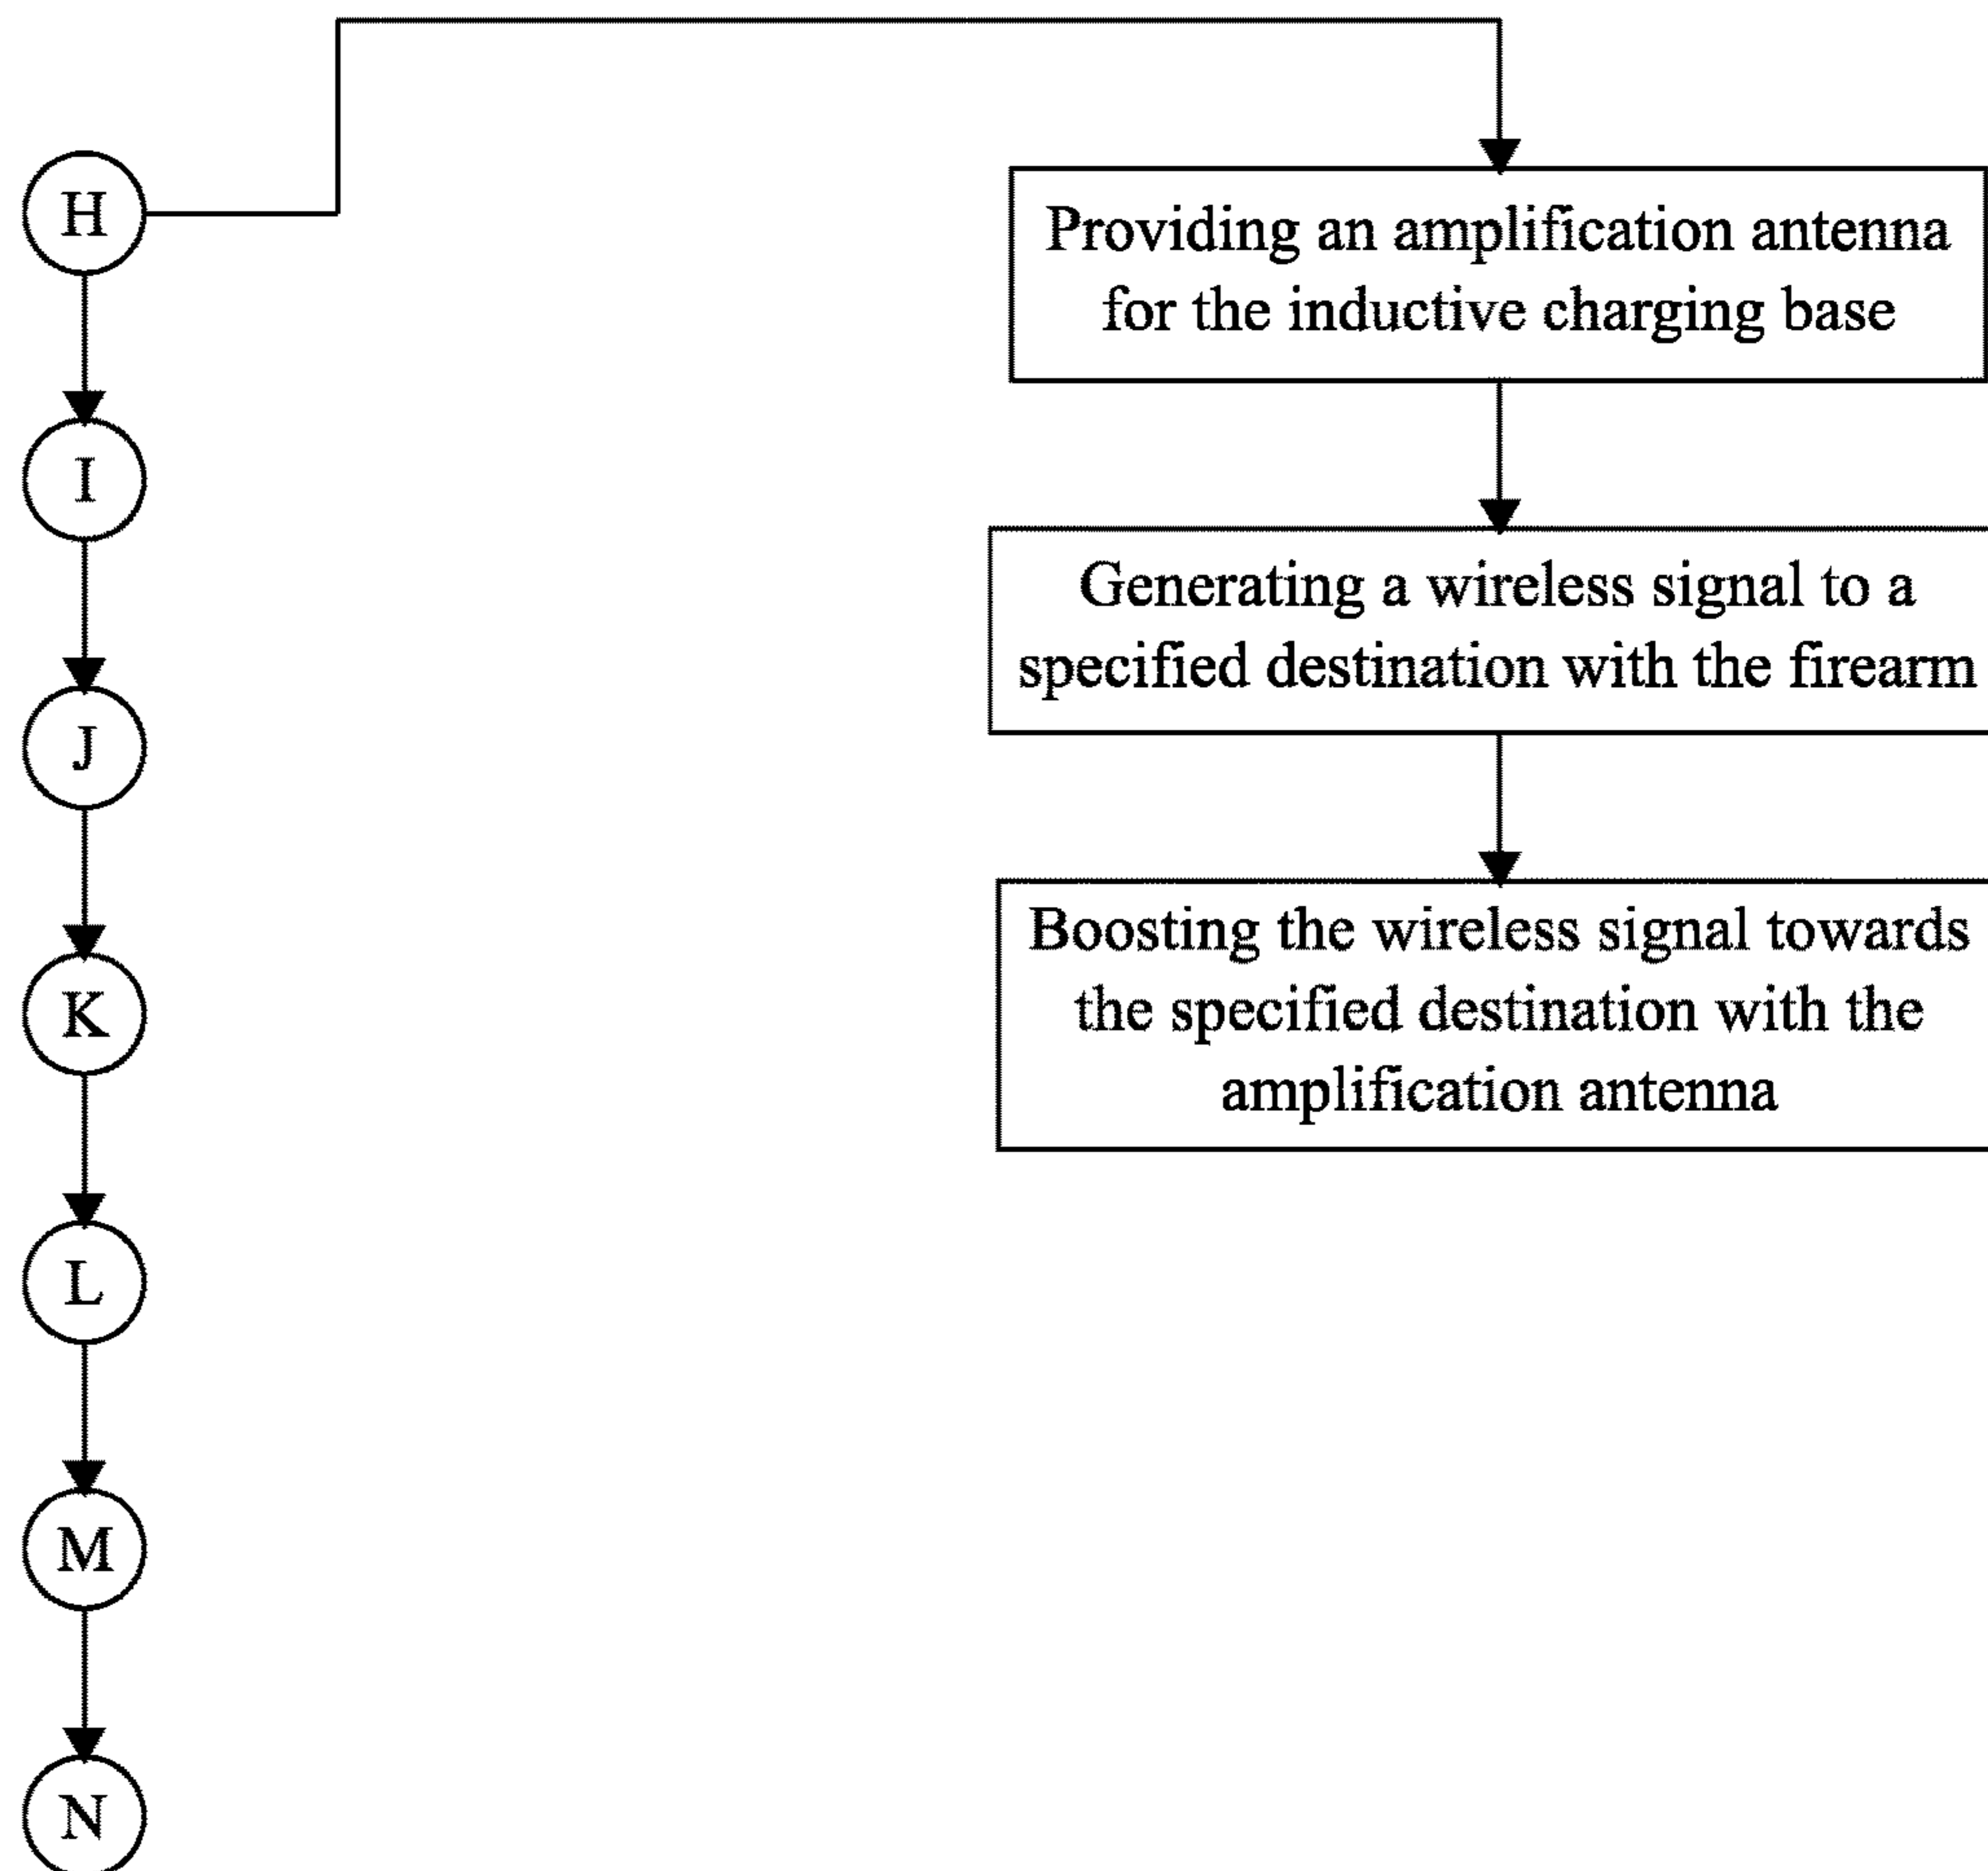 H
I
J
K
L
M
N
Providing an amplification antenna
for the inductive charging base
Generating a wireless signal to a
specified destination with the firearm
Boosting the wireless signal towards
the specified destination with the
amplification antenna